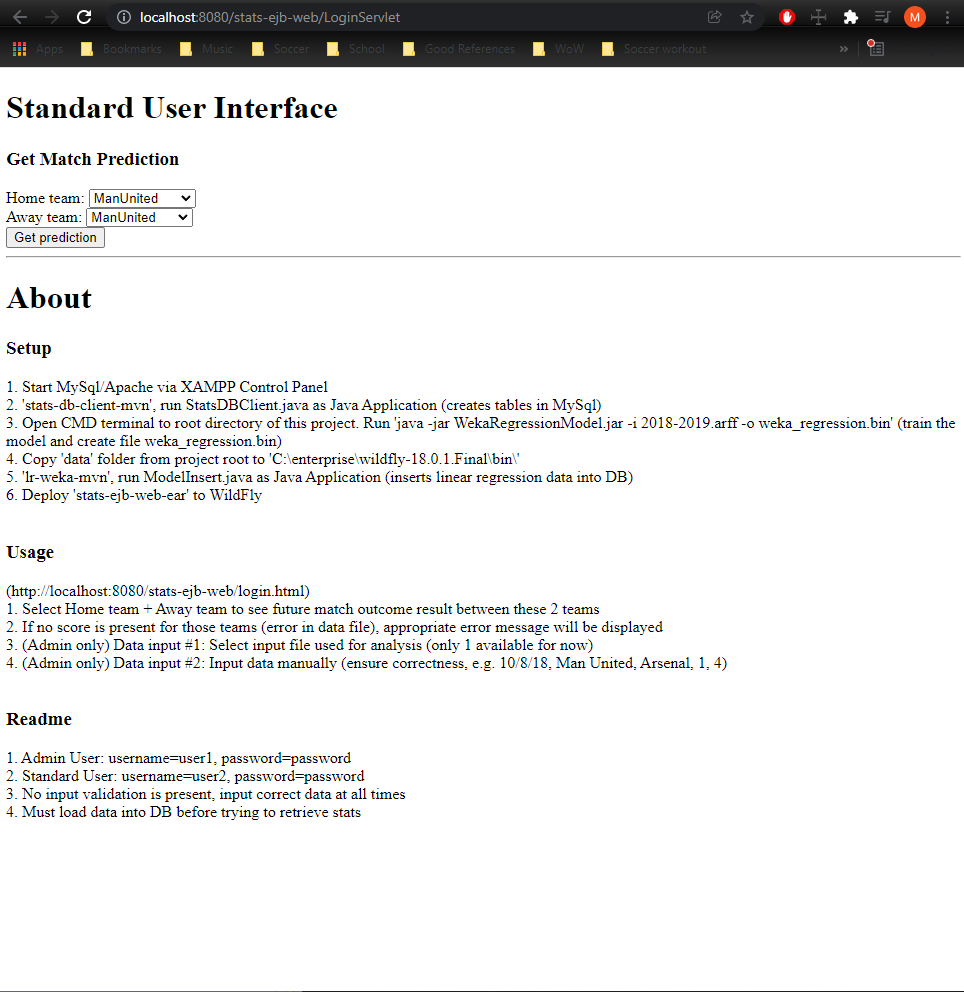 localhost:8080/stats-ejb-web/LoginServlet
M
Apps Bookmarks Music Soccer School Good References WoW Soccer workout »
Standard User Interface
Get Match Prediction
Home team: ManUnited
Away team: ManUnited
Get prediction
About
Setup
1. Start MySql/Apache via XAMPP Control Panel
2. 'stats-db-client-mvn', run StatsDBClient.java as Java Application (creates tables in MySql)
3. Open CMD terminal to root directory of this project. Run 'java -jar WekaRegressionModel.jar -i 2018-2019.arff -o weka_regression.bin' (train the
model and create file weka_regression.bin)
4. Copy 'data' folder from project root to 'C:\enterprise\wildfly-18.0.1.Final\bin\'
5. 'lr-weka-mvn', run ModelInsert.java as Java Application (inserts linear regression data into DB)
6. Deploy 'stats-ejb-web-ear' to WildFly
Usage
(http://localhost:8080/stats-ejb-web/login.html)
1. Select Home team + Away team to see future match outcome result between these 2 teams
2. If no score is present for those teams (error in data file), appropriate error message will be displayed
3. (Admin only) Data input #1: Select input file used for analysis (only 1 available for now)
4. (Admin only) Data input #2: Input data manually (ensure correctness, e.g. 10/8/18, Man United, Arsenal, 1, 4)
Readme
1. Admin User: username=user1, password=password
2. Standard User: username=user2, password=password
3. No input validation is present, input correct data at all times
4. Must load data into DB before trying to retrieve stats